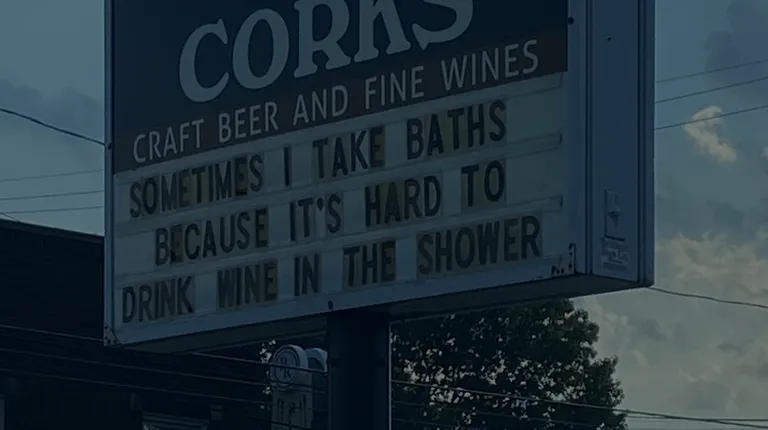 CORKS
CRAFT BEER AND FINE WINES
SOMETIMES I TAKE BATHS
BECAUSE IT'S HARD TO
DRINK WINE IN THE SHOWER